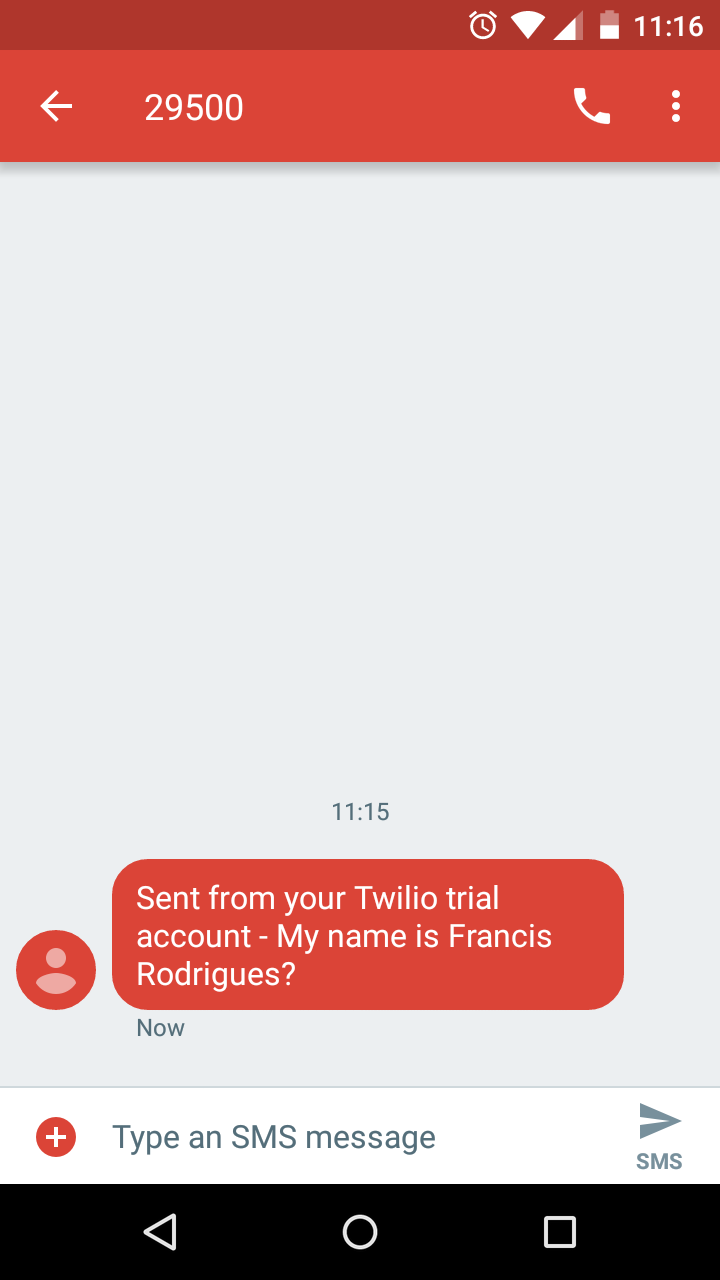 11:16
29500
11:15
Sent from your Twilio trial
account - My name is Francis
Rodrigues?
Now
Type an SMS message
SMS